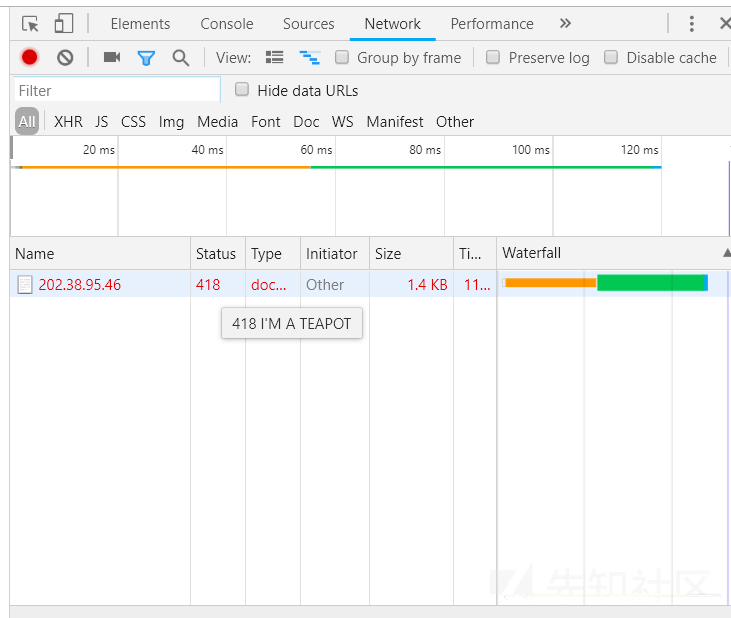 Elements Console Sources Network Performance »
View: Group by frame Preserve log Disable cache
Filter Hide data URLs
All XHR JS CSS Img Media Font Doc WS Manifest Other
20 ms 40 ms 60 ms 80 ms 100 ms 120 ms
Name Status Type Initiator Size Ti... Waterfall
202.38.95.46 418 doc... Other 1.4 KB 11...
418 I'M A TEAPOT
先知社区